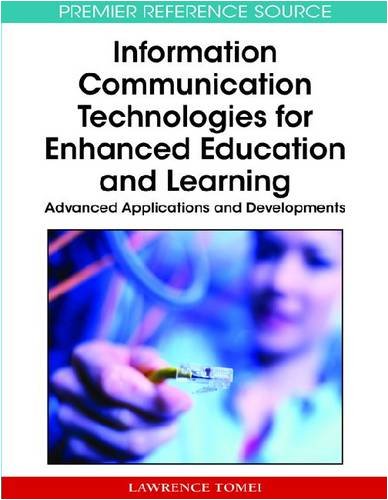 PREMIER REFERENCE SOURCE
Information
Communication
Technologies for
Enhanced Education
and Learning
Advanced Applications and Developments
LAWRENCE TOMEI